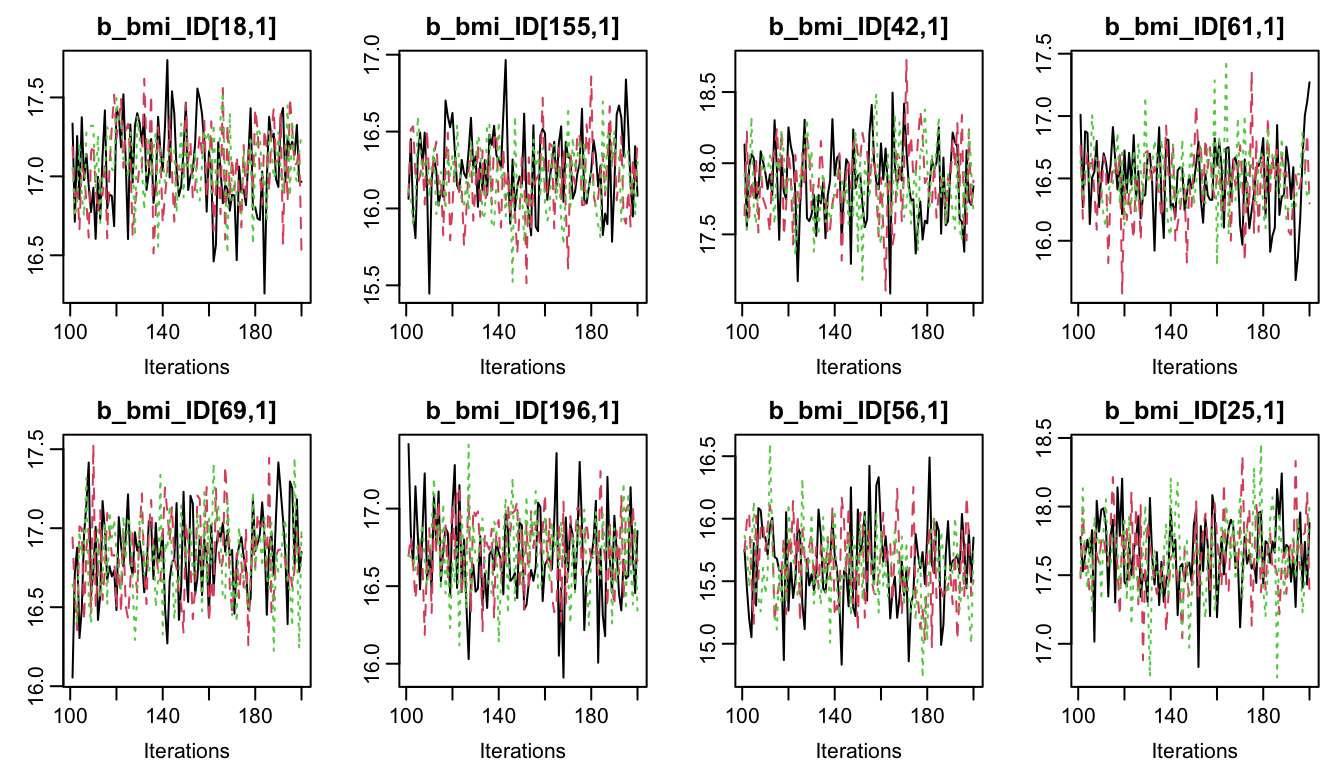 b_bmi_ID[18,1] b_bmi_ID[155,1] b_bmi_ID[42,1] b_bmi_ID[61,1]
17.5 17.0 16.5
17.0 16.5 16.0 15.5
18.5 18.0 17.5
17.5 17.0 16.5 16.0
100 140 180 100 140 180 100 140 180 100 140 180
Iterations Iterations Iterations Iterations
b_bmi_ID[69,1] b_bmi_ID[196,1] b_bmi_ID[56,1] b_bmi_ID[25,1]
17.5 17.0 16.5 16.0
17.0 16.5 16.0
16.5 16.0 15.5 15.0
18.5 18.0 17.5 17.0
100 140 180 100 140 180 100 140 180 100 140 180
Iterations Iterations Iterations Iterations